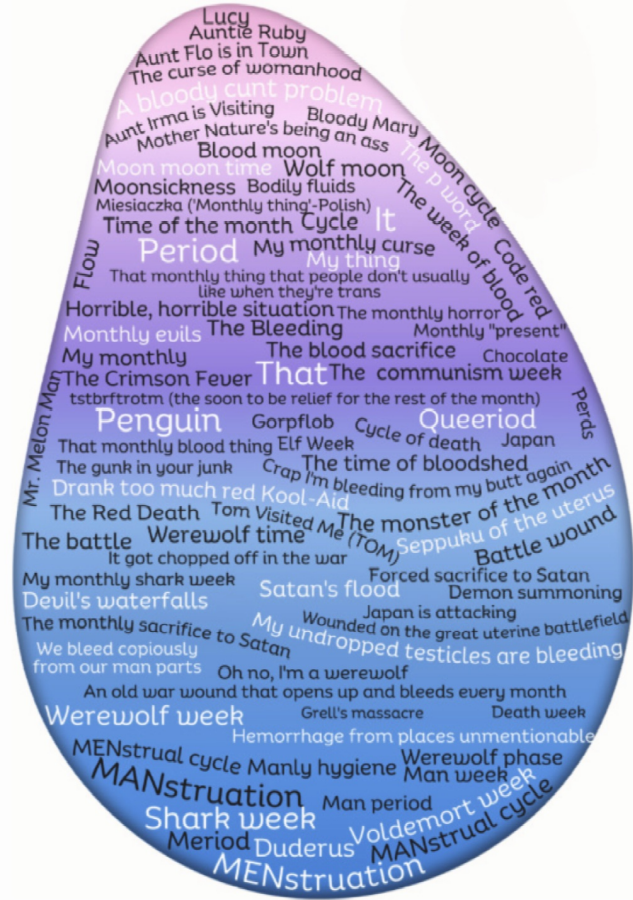 Lucy
Auntie Ruby
Aunt Flo is in Town
The curse of womanhood
A bloody cunt problem
Aunt Irma is Visiting
Bloody Mary
Mother Nature's being an ass
Moon cycle
Blood moon
The p word
Moon moon time
Wolf moon
Moonsickness
Bodily fluids
The week of blood
Miesiaczka ('Monthly thing'-Polish)
Time of the month
Cycle
It
Code red
Flow
Period
My monthly curse
My thing
That monthly thing that people don't usually
like when they're trans
Horrible, horrible situation
The monthly horror
Monthly evils
The Bleeding
Monthly "present"
My monthly
The blood sacrifice
Chocolate
The Crimson Fever
That
The communism week
Mr. Melon Man
tstbrftrotm (the soon to be relief for the rest of the month)
Perds
Penguin
Gorpflob
Cycle of death
Queeriod
Japan
That monthly blood thing
Elf Week
The gunk in your junk
The time of bloodshed
Crap I'm bleeding from my butt again
Drank too much red Kool-Aid
The Red Death
Tom Visited Me (TOM)
The monster of the month
The battle
Werewolf time
Seppuku of the uterus
Battle wound
It got chopped off in the war
My monthly shark week
Satan's flood
Forced sacrifice to Satan
Devil's waterfalls
Demon summoning
Japan is attacking
The monthly sacrifice to Satan
Wounded on the great uterine battlefield
My undropped testicles are bleeding
We bleed copiously
from our man parts
Oh no, I'm a werewolf
An old war wound that opens up and bleeds every month
Werewolf week
Grell's massacre
Death week
Hemorrhage from places unmentionable
MENstrual cycle
Manly hygiene
Werewolf phase
Man week
MANstruation
Man period
Shark week
Voldemort week
MANstrual cycle
Meriod
Duderus
MENstruation